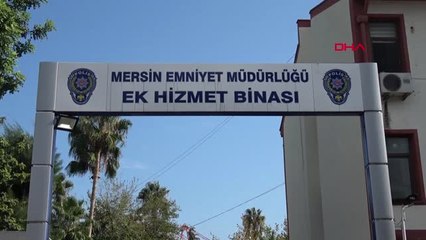 DHA
MERSİN EMNİYET MÜDÜRLÜĞÜ
EK HİZMET BİNASI